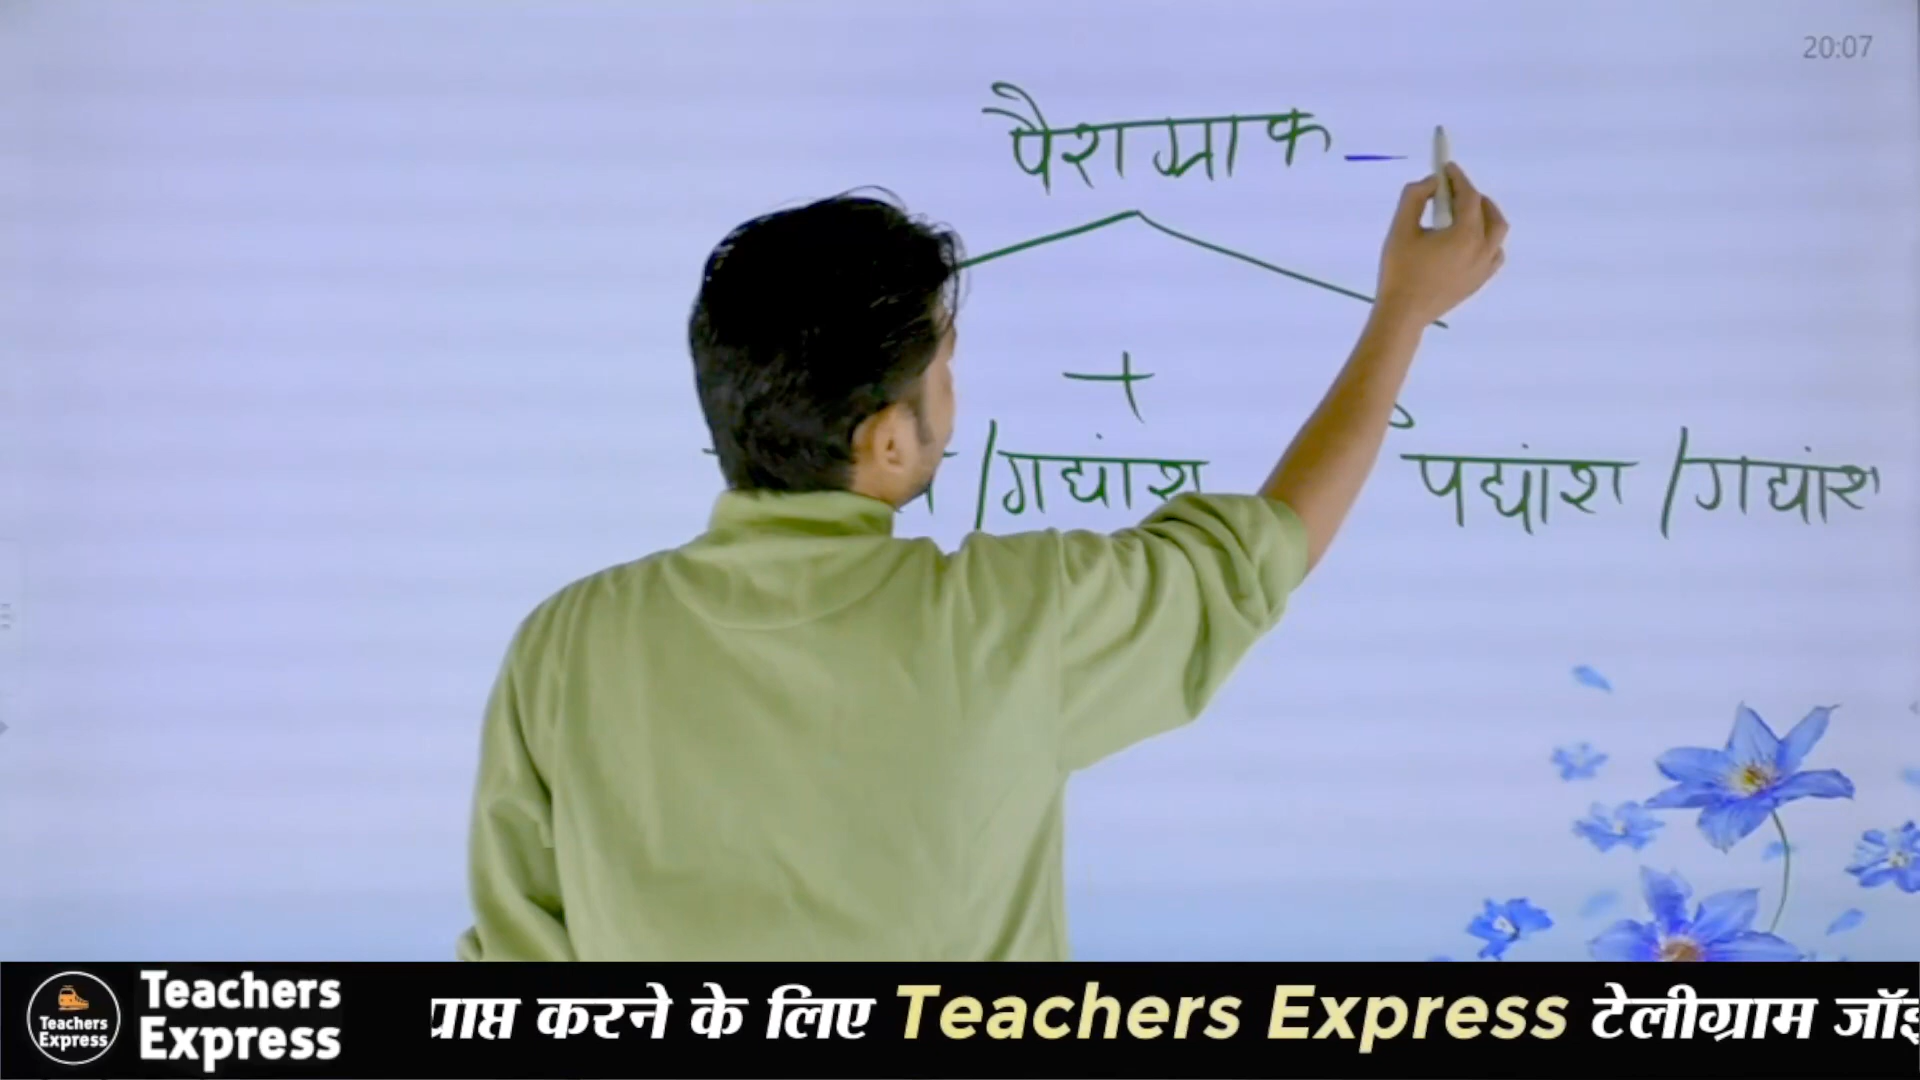 20:07
पैराग्राफ —
+
/गद्यांश पद्यांश /गद्यांश
Teachers Express
Teachers Express
प्राप्त करने के लिए Teachers Express टेलीग्राम